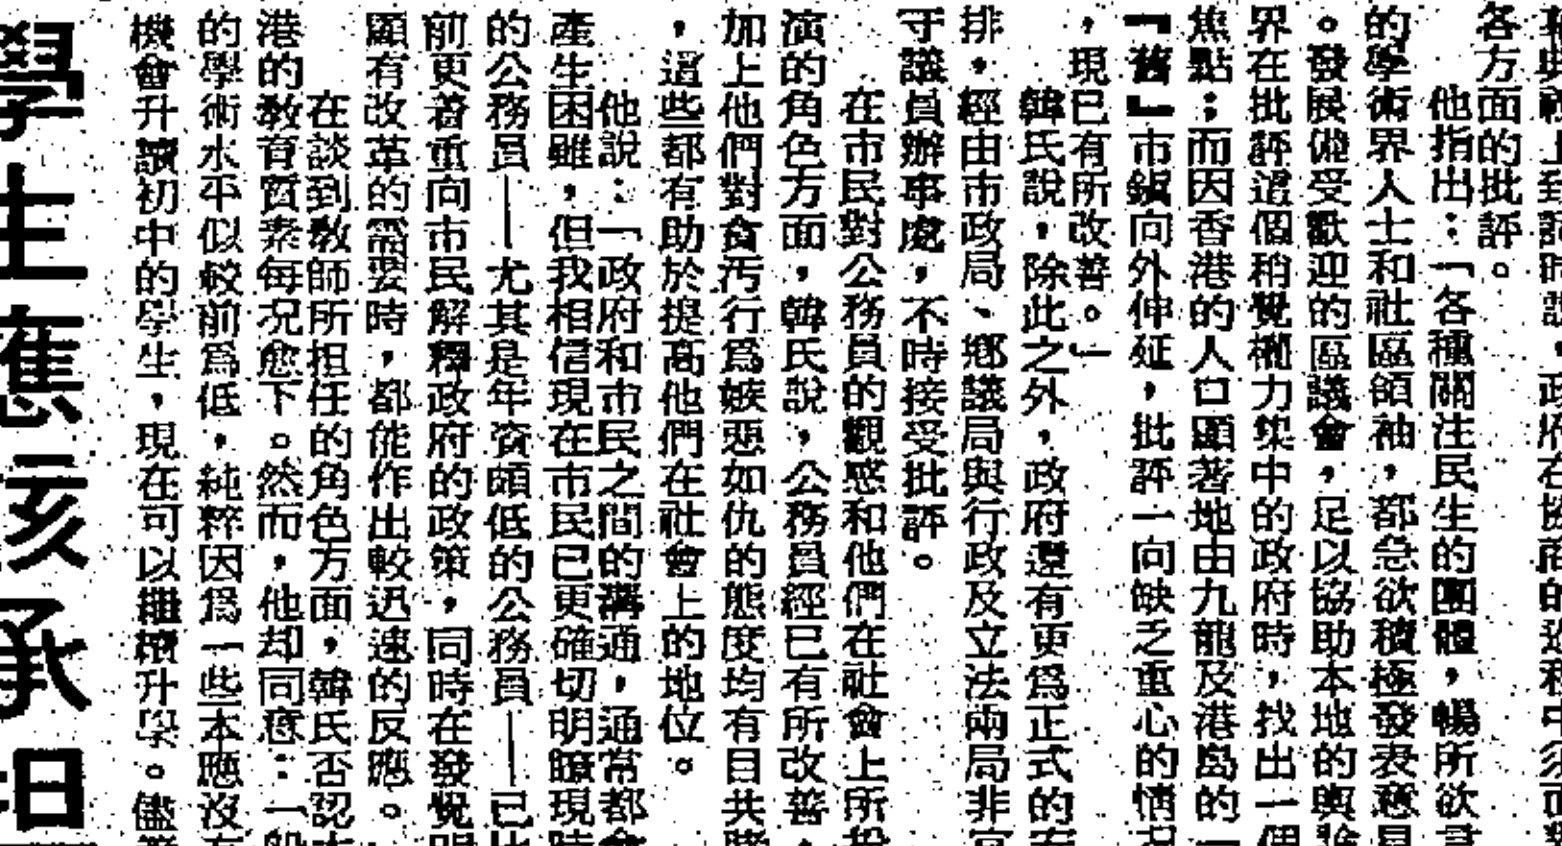 各方面的批評。
他指出：「各種關注民生的團體，暢所欲言
的學術界人士和社區領袖，都急欲積極發表意見
。發展備受歡迎的區議會，足以協助本地的輿論
界在批評這個稍覺權力集中的政府時，找出一個
焦點；而因香港的人口顯著地由九龍及港島的「
「舊」市鎮向外伸延，批評一向缺乏重心的情況
，現已有所改善。」
韓氏說，除此之外，政府還有更爲正式的安
排，經由市政局、鄉議局與行政及立法兩局非官
守議員辦事處，不時接受批評。
在市民對公務員的觀感和他們在社會上所扮
演的角色方面，韓氏說，公務員經已有所改善，
加上他們對貪汚行爲嫉惡如仇的態度均有目共睹
，這些都有助於提高他們在社會上的地位。
他說：「政府和市民之間的溝通，通常都會
產生困難，但我相信現在市民已更確切明瞭現時
的公務員——尤其是年資頗低的公務員——已比
前更着重向市民解釋政府的政策，同時在發覺明
顯有改革的需要時，都能作出較迅速的反應。」
在談到敎師所担任的角色方面，韓氏否認本
港的敎育質素每況愈下。然而，他却同意：「一般
的學術水平似較前爲低，純粹因爲一些本應沒有
機會升讀初中的學生，現在可以繼續升學。儘管
學生應該承担